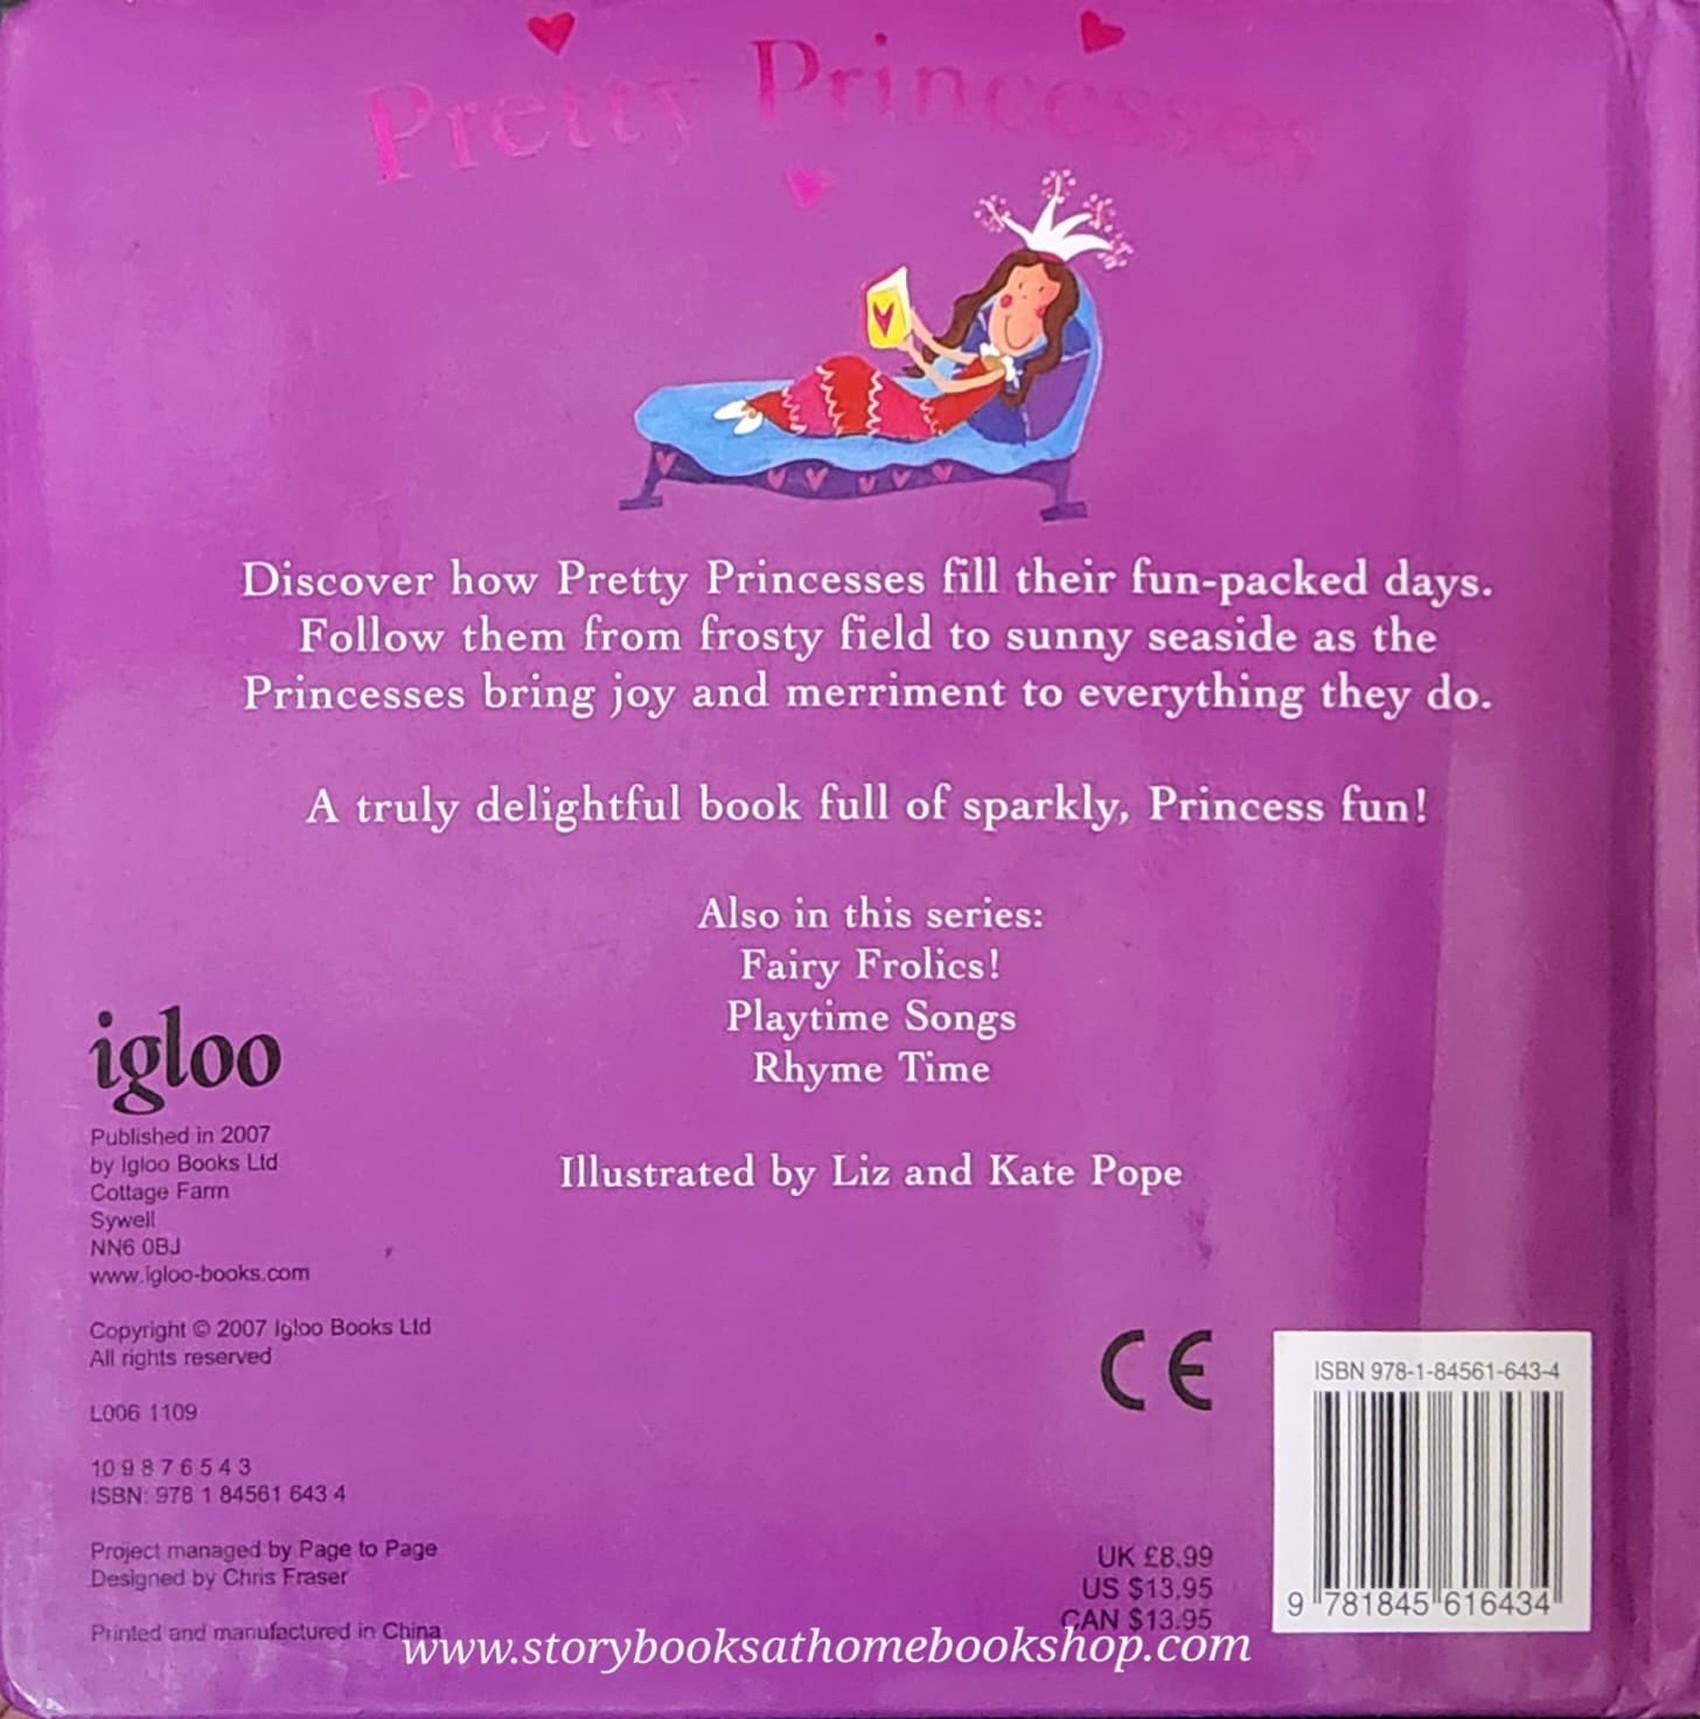 Pretty Princesses
Discover how Pretty Princesses fill their fun-packed days.
Follow them from frosty field to sunny seaside as the
Princesses bring joy and merriment to everything they do.
A truly delightful book full of sparkly, Princess fun!
Also in this series:
Fairy Frolics!
Playtime Songs
Rhyme Time
Illustrated by Liz and Kate Pope
igloo
Published in 2007
by Igloo Books Ltd
Cottage Farm
Sywell
NN6 0BJ
www.igloo-books.com
Copyright © 2007 Igloo Books Ltd
All rights reserved
L006 1109
10 9 8 7 6 5 4 3
ISBN: 978 1 84561 643 4
Project managed by Page to Page
Designed by Chris Fraser
Printed and manufactured in China
CE
UK £8.99
US $13.95
CAN $13.95
ISBN 978-1-84561-643-4
9 781845 616434
www.storybooksathomebookshop.com